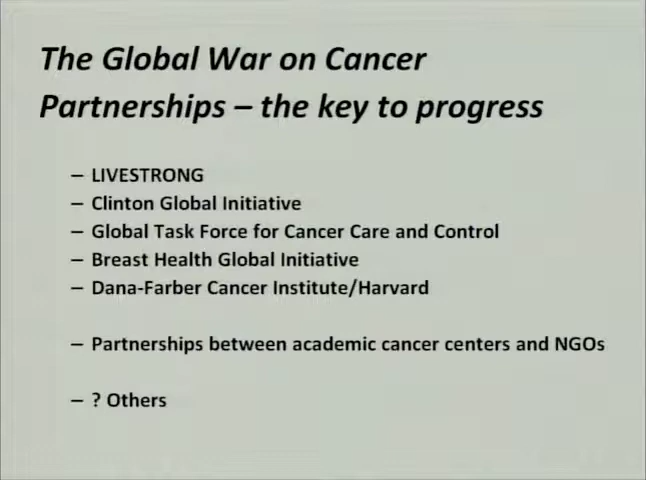 The Global War on Cancer
Partnerships – the key to progress
– LIVESTRONG
– Clinton Global Initiative
– Global Task Force for Cancer Care and Control
– Breast Health Global Initiative
– Dana-Farber Cancer Institute/Harvard
– Partnerships between academic cancer centers and NGOs
– ? Others